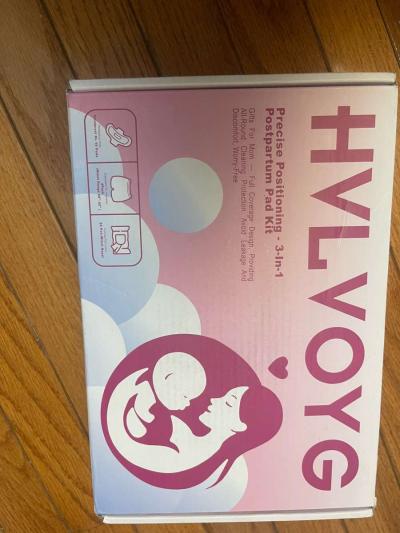 HVLVOYG
Precise Positioning - 3-In-1
Postpartum Pad Kit
Gifts For Mom — Full Coverage Design Providing
All-Round Cleaning Protection, Avoid Leakage And
Discomfort, Worry-Free